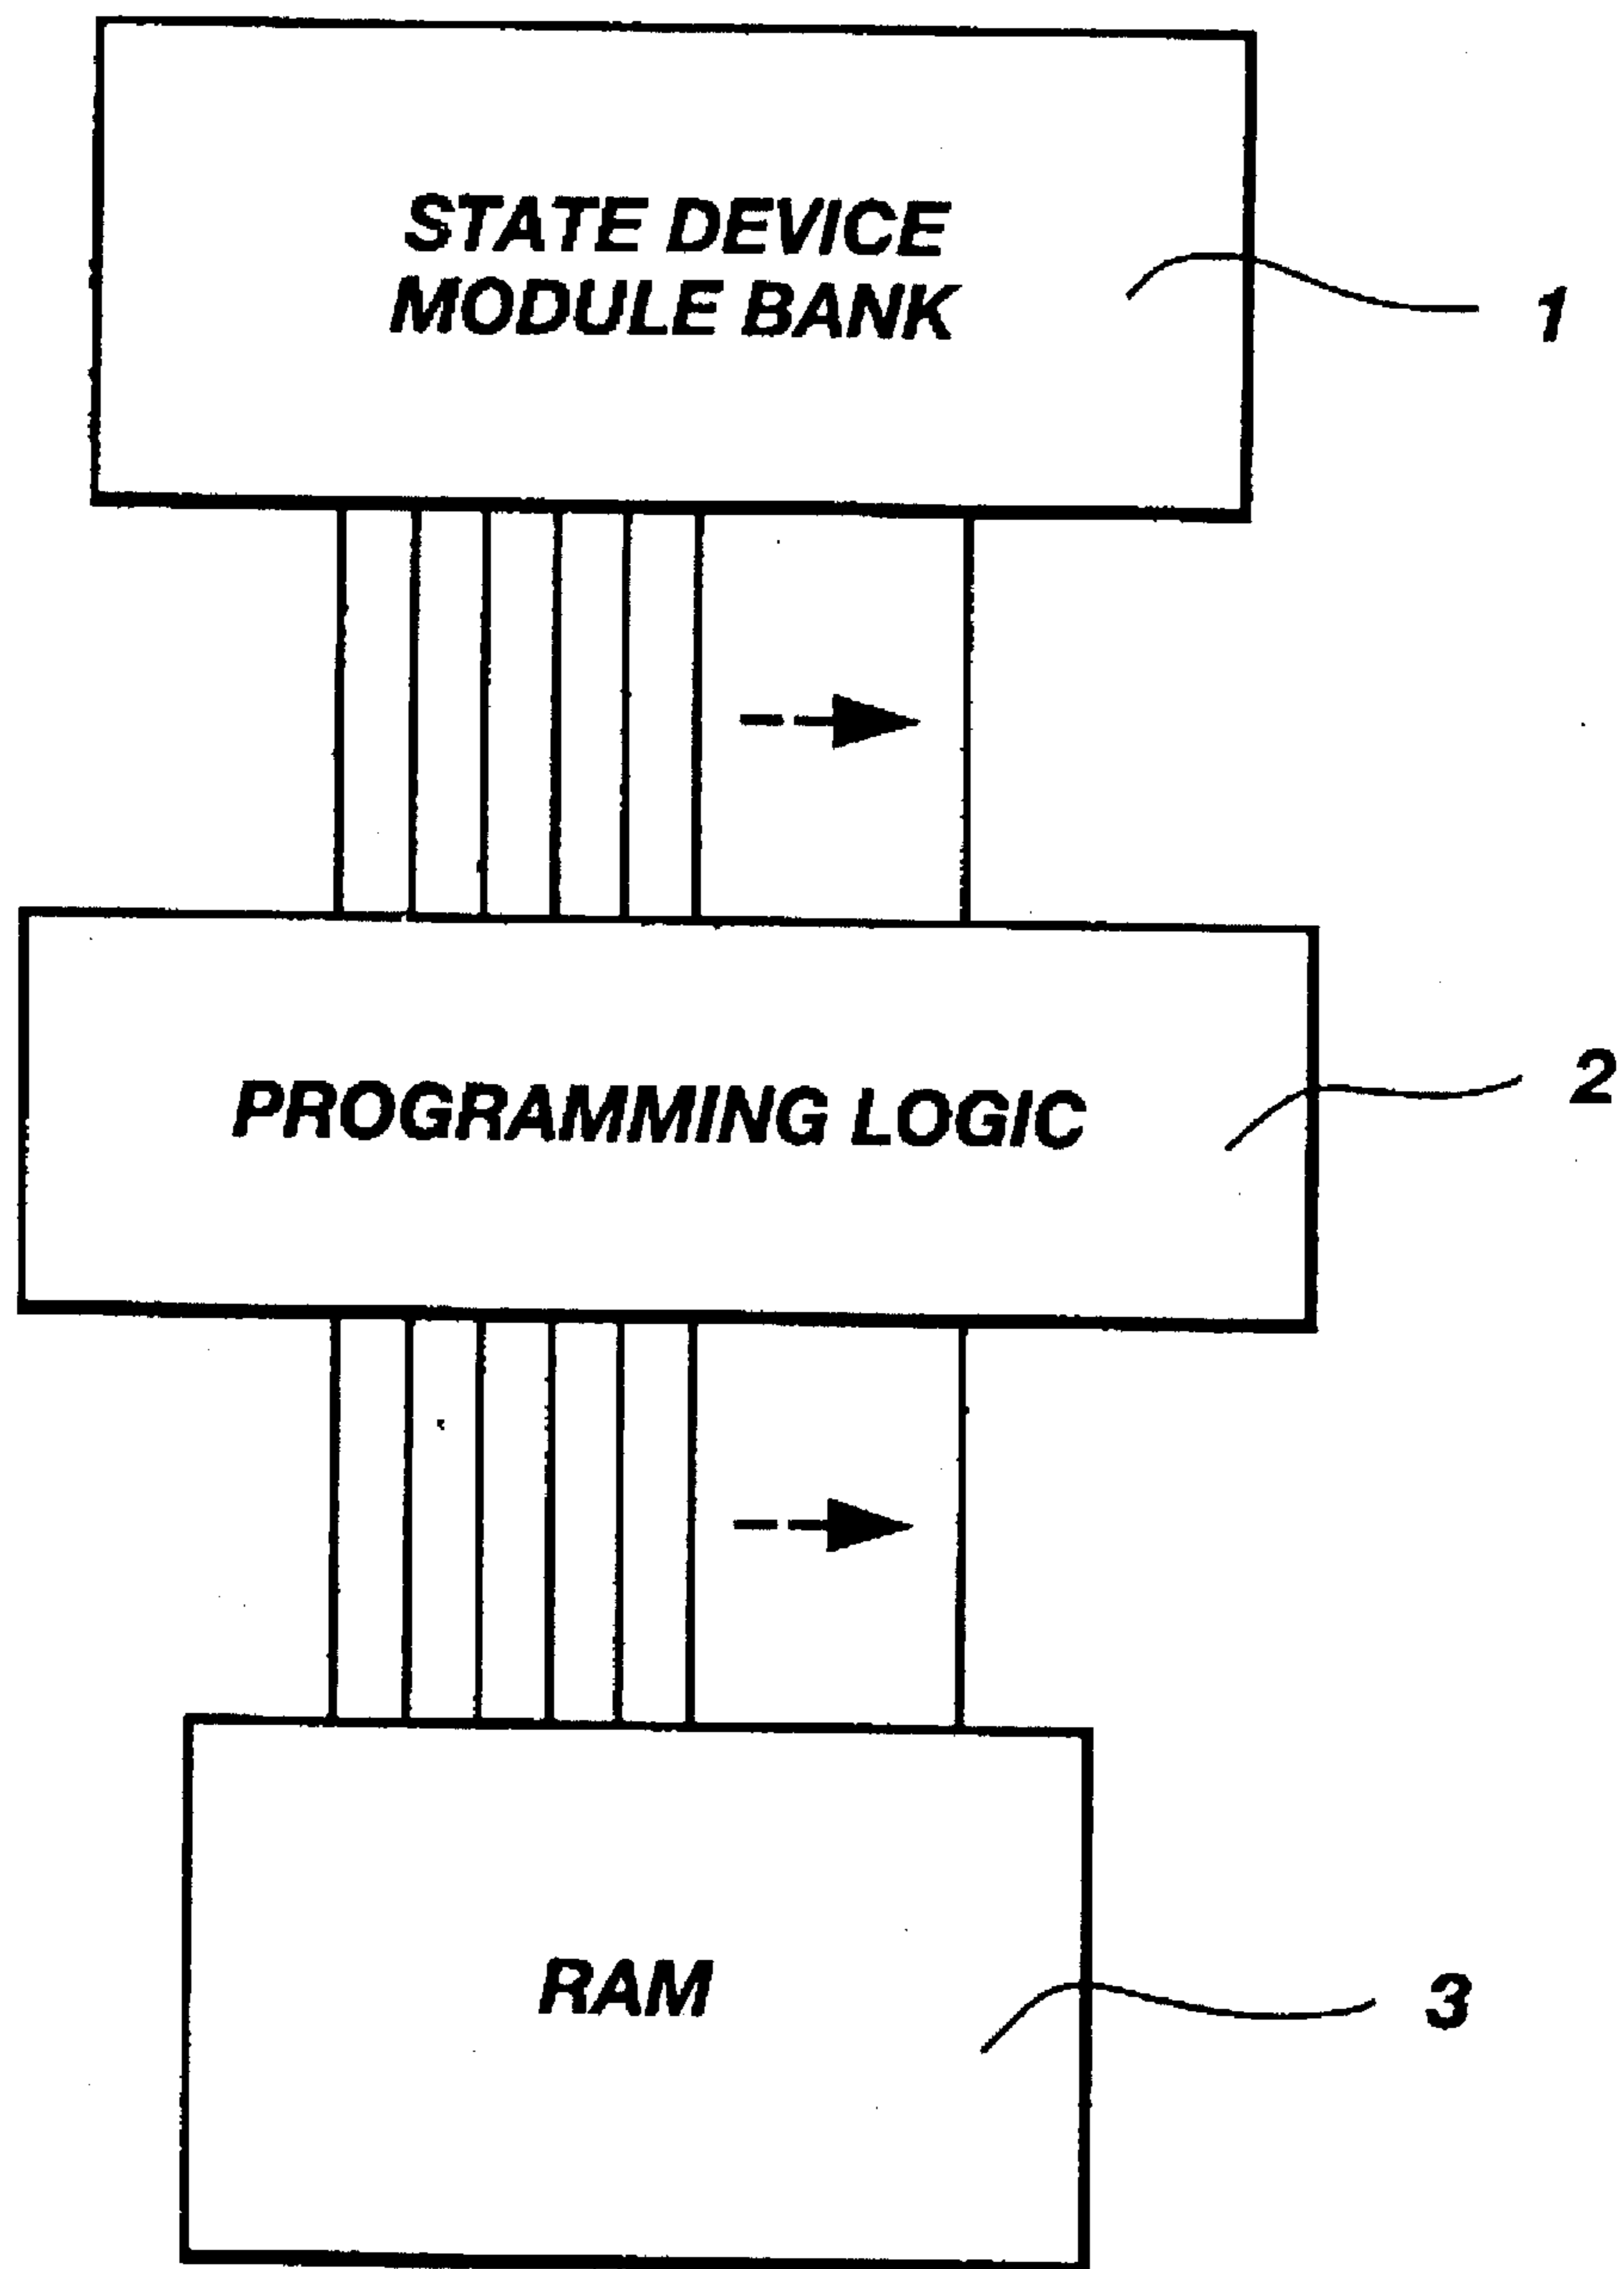 STATE DEVICE
MODULE BANK
1
PROGRAMMING LOGIC
2
RAM
3